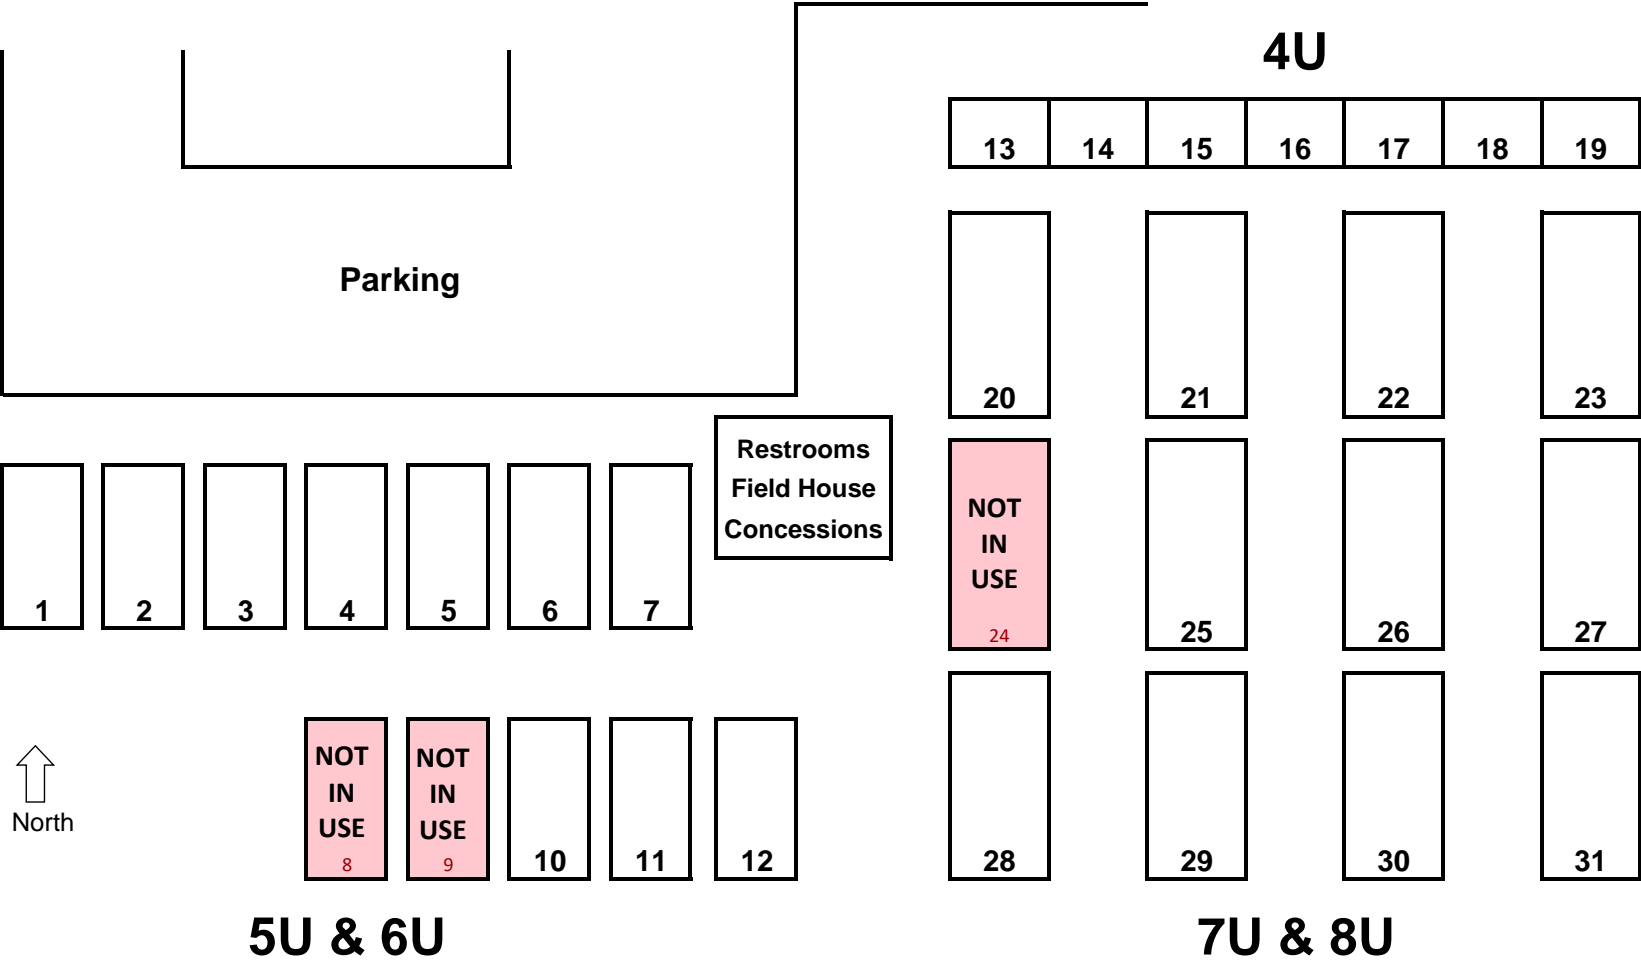 4U
13 14 15 16 17 18 19
Parking
20 21 22 23
Restrooms
Field House
Concessions
1 2 3 4 5 6 7
NOT
IN
USE
24
25 26 27
North
NOT
IN
USE
8
NOT
IN
USE
9
10 11 12
28 29 30 31
5U & 6U
7U & 8U